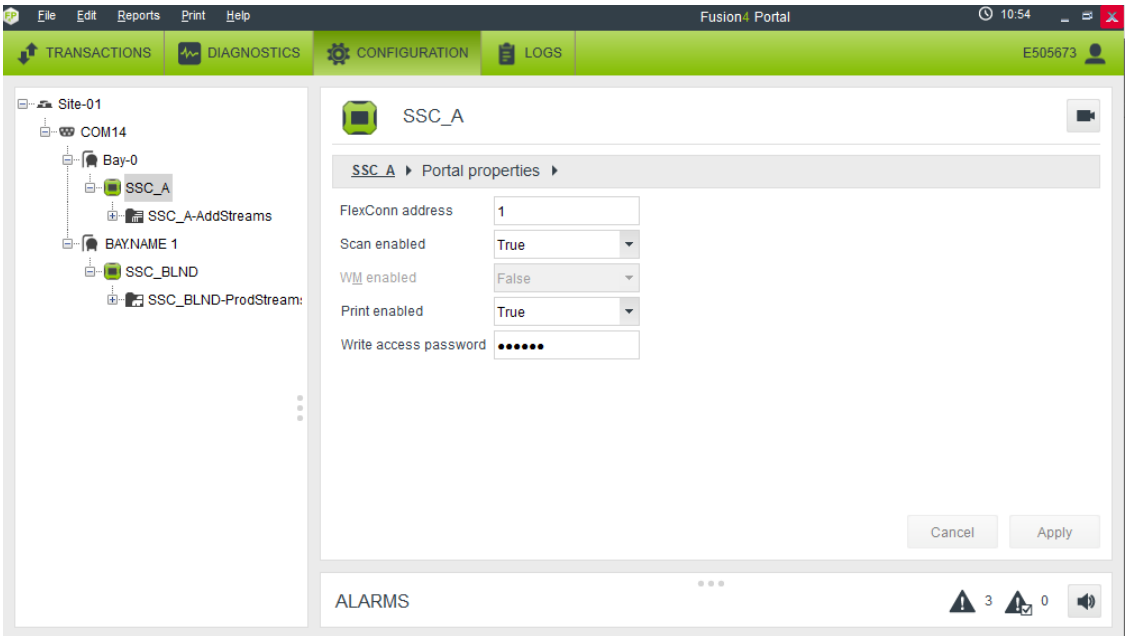 FP File Edit Reports Print Help Fusion4 Portal 10:54
TRANSACTIONS DIAGNOSTICS CONFIGURATION LOGS E505673
Site-01
COM14
Bay-0
SSC_A
SSC_A-AddStreams
BAY.NAME 1
SSC_BLND
SSC_BLND-ProdStream:
SSC_A
SSC_A Portal properties
FlexConn address 1
Scan enabled True
WM enabled False
Print enabled True
Write access password ●●●●●●
Cancel Apply
ALARMS 3 0